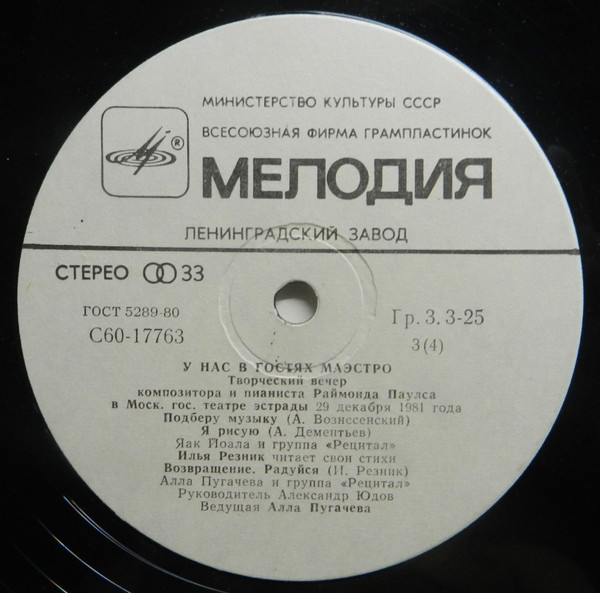 МИНИСТЕРСТВО КУЛЬТУРЫ СССР
ВСЕСОЮЗНАЯ ФИРМА ГРАМПЛАСТИНОК
®
МЕЛОДИЯ
ЛЕНИНГРАДСКИЙ ЗАВОД
СТЕРЕО 33
ГОСТ 5289-80
С60-17763
Гр. 3. 3-25
3(4)
У НАС В ГОСТЯХ МАЭСТРО
Творческий вечер
композитора и пианиста Раймонда Паулса
в Моск. гос. театре эстрады 29 декабря 1981 года
Подберу музыку (А. Вознесенский)
Я рисую (А. Дементьев)
Яак Йоала и группа «Рецитал»
Илья Резник читает свои стихи
Возвращение. Радуйся (И. Резник)
Алла Пугачева и группа «Рецитал»
Руководитель Александр Юдов
Ведущая Алла Пугачева